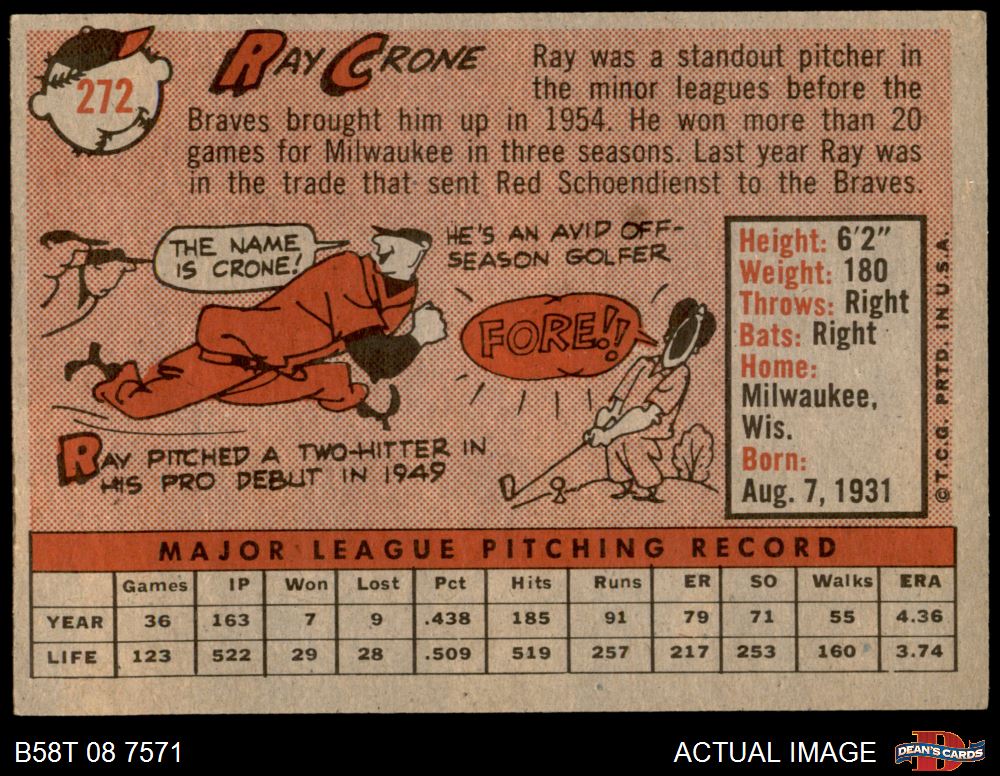 272
RAY CRONE
Ray was a standout pitcher in
the minor leagues before the
Braves brought him up in 1954. He won more than 20
games for Milwaukee in three seasons. Last year Ray was
in the trade that sent Red Schoendienst to the Braves.
THE NAME
IS CRONE!
HE'S AN AVID OFF-
SEASON GOLFER
FORE!!
RAY PITCHED A TWO-HITTER IN
HIS PRO DEBUT IN 1949
Height: 6'2"
Weight: 180
Throws: Right
Bats: Right
Home:
Milwaukee,
Wis.
Born:
Aug. 7, 1931
© T.C.G. PRTD. IN U.S.A.
MAJOR LEAGUE PITCHING RECORD
Games IP Won Lost Pct Hits Runs ER SO Walks ERA
YEAR 36 163 7 9 .438 185 91 79 71 55 4.36
LIFE 123 522 29 28 .509 519 257 217 253 160 3.74
B58T 08 7571
ACTUAL IMAGE
DEAN'S CARDS